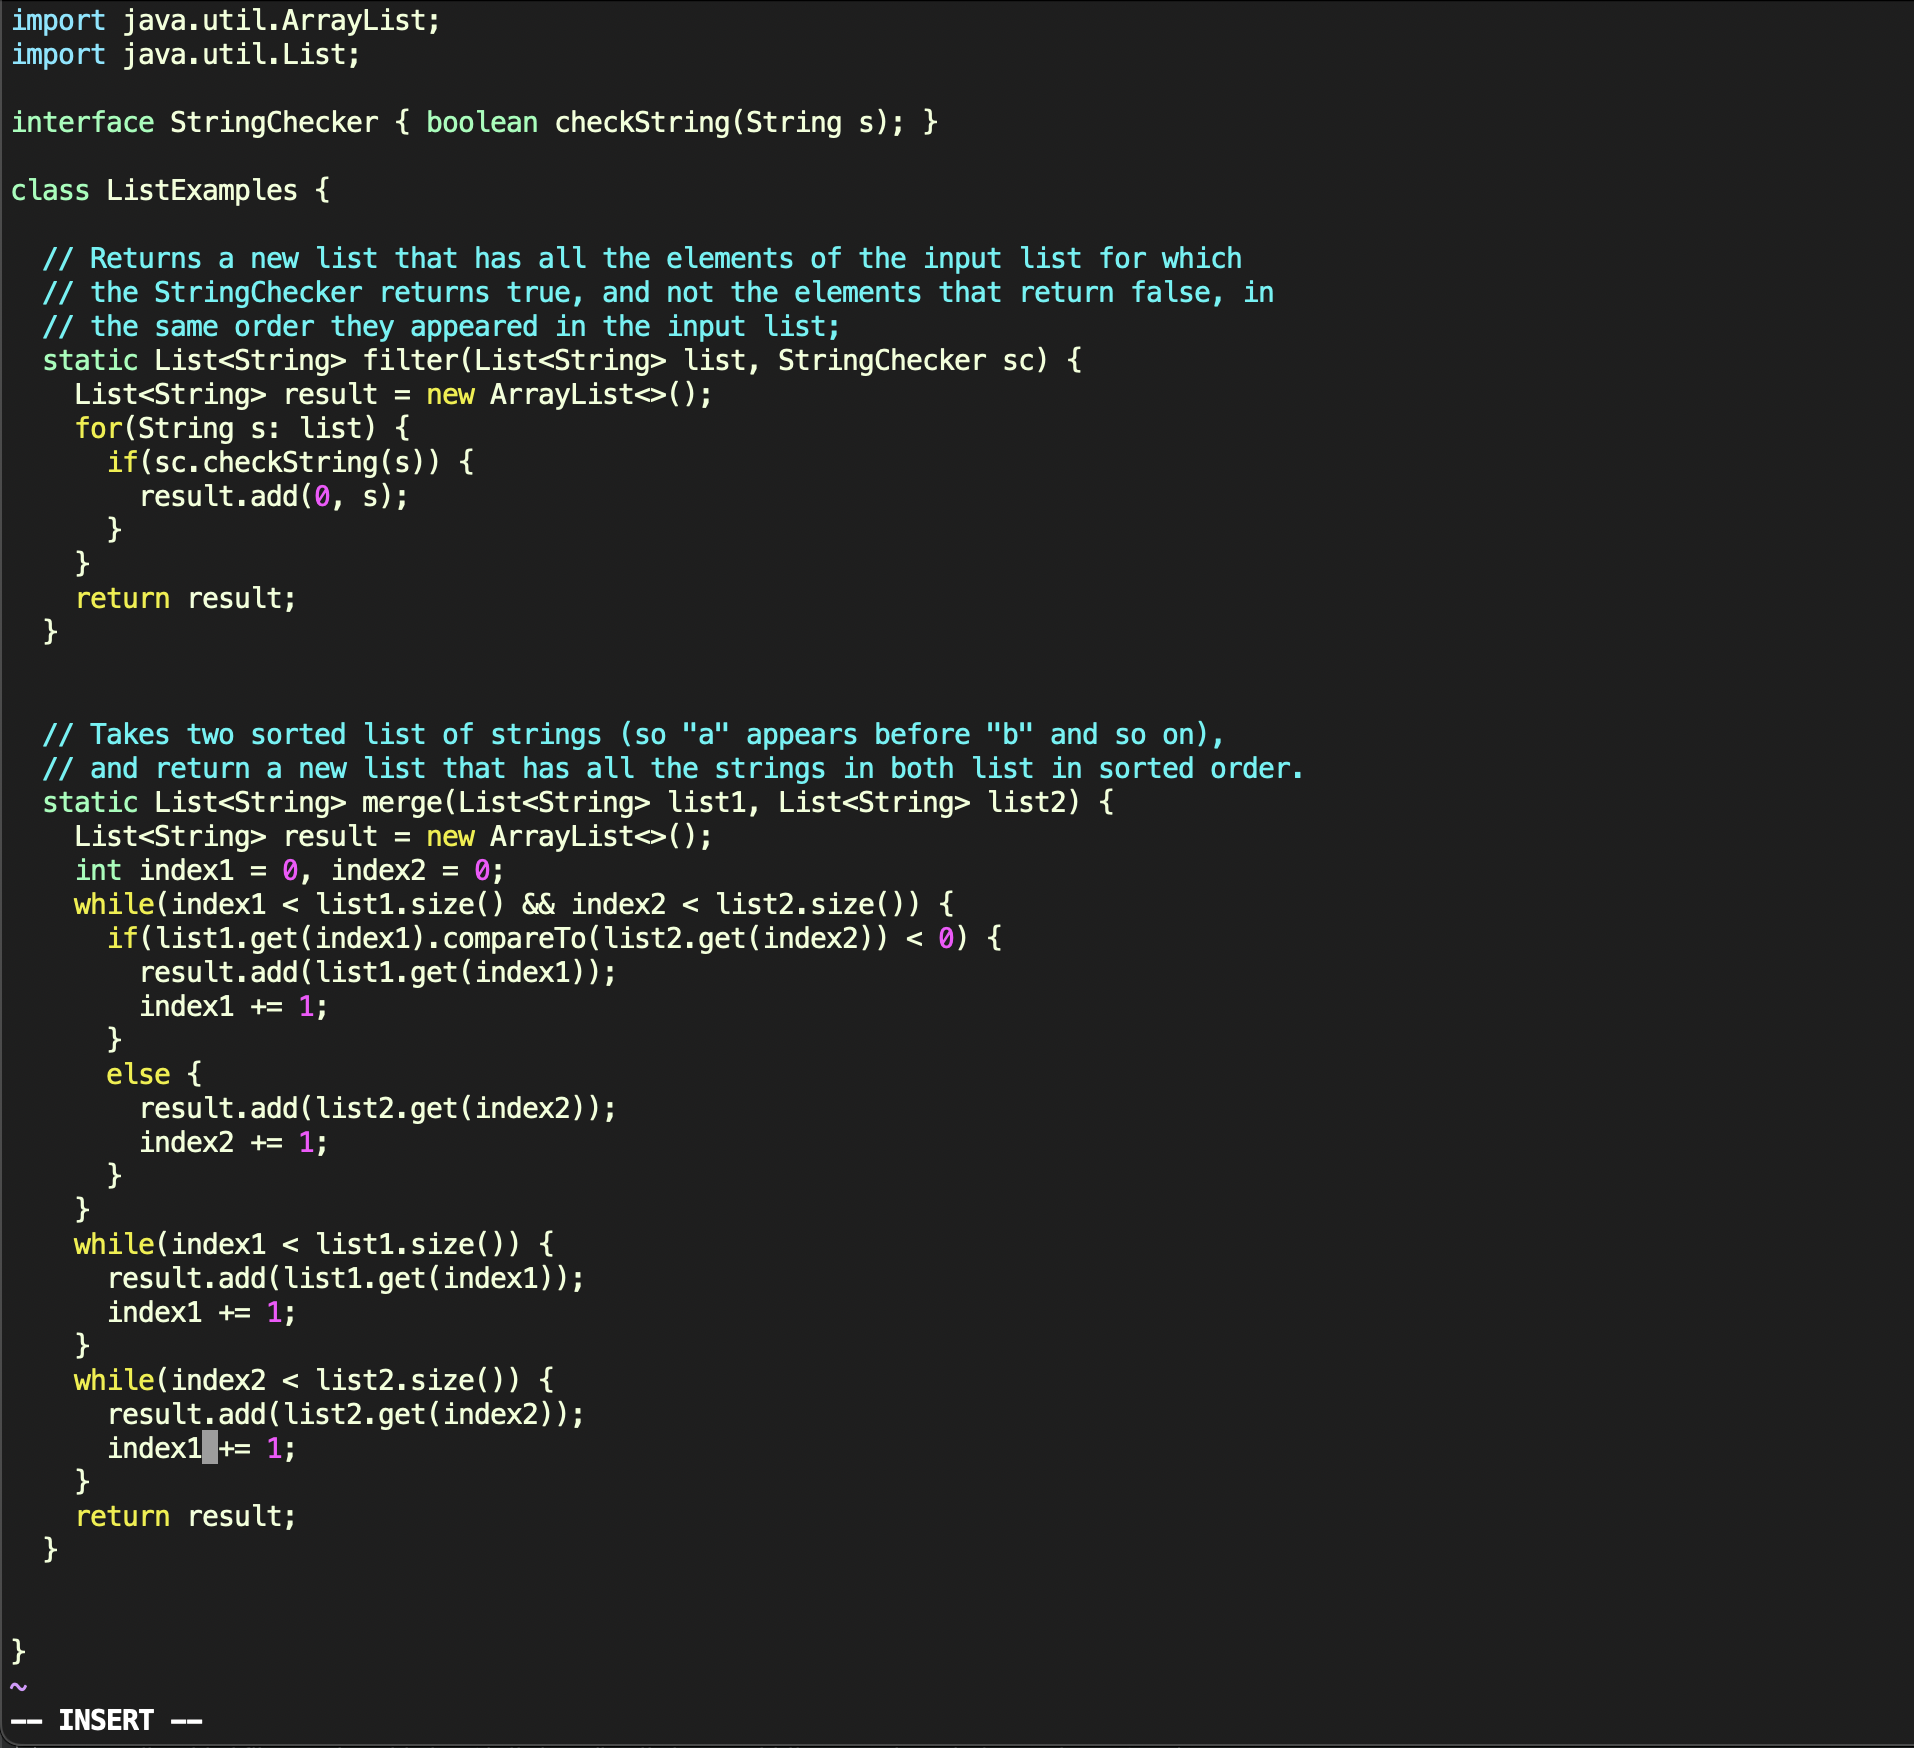 import java.util.ArrayList;
import java.util.List;

interface StringChecker { boolean checkString(String s); }

class ListExamples {

  // Returns a new list that has all the elements of the input list for which
  // the StringChecker returns true, and not the elements that return false, in
  // the same order they appeared in the input list;
  static List<String> filter(List<String> list, StringChecker sc) {
    List<String> result = new ArrayList<>();
    for(String s: list) {
      if(sc.checkString(s)) {
        result.add(0, s);
      }
    }
    return result;
  }


  // Takes two sorted list of strings (so "a" appears before "b" and so on),
  // and return a new list that has all the strings in both list in sorted order.
  static List<String> merge(List<String> list1, List<String> list2) {
    List<String> result = new ArrayList<>();
    int index1 = 0, index2 = 0;
    while(index1 < list1.size() && index2 < list2.size()) {
      if(list1.get(index1).compareTo(list2.get(index2)) < 0) {
        result.add(list1.get(index1));
        index1 += 1;
      }
      else {
        result.add(list2.get(index2));
        index2 += 1;
      }
    }
    while(index1 < list1.size()) {
      result.add(list1.get(index1));
      index1 += 1;
    }
    while(index2 < list2.size()) {
      result.add(list2.get(index2));
      index1 += 1;
    }
    return result;
  }


}
~
-- INSERT --